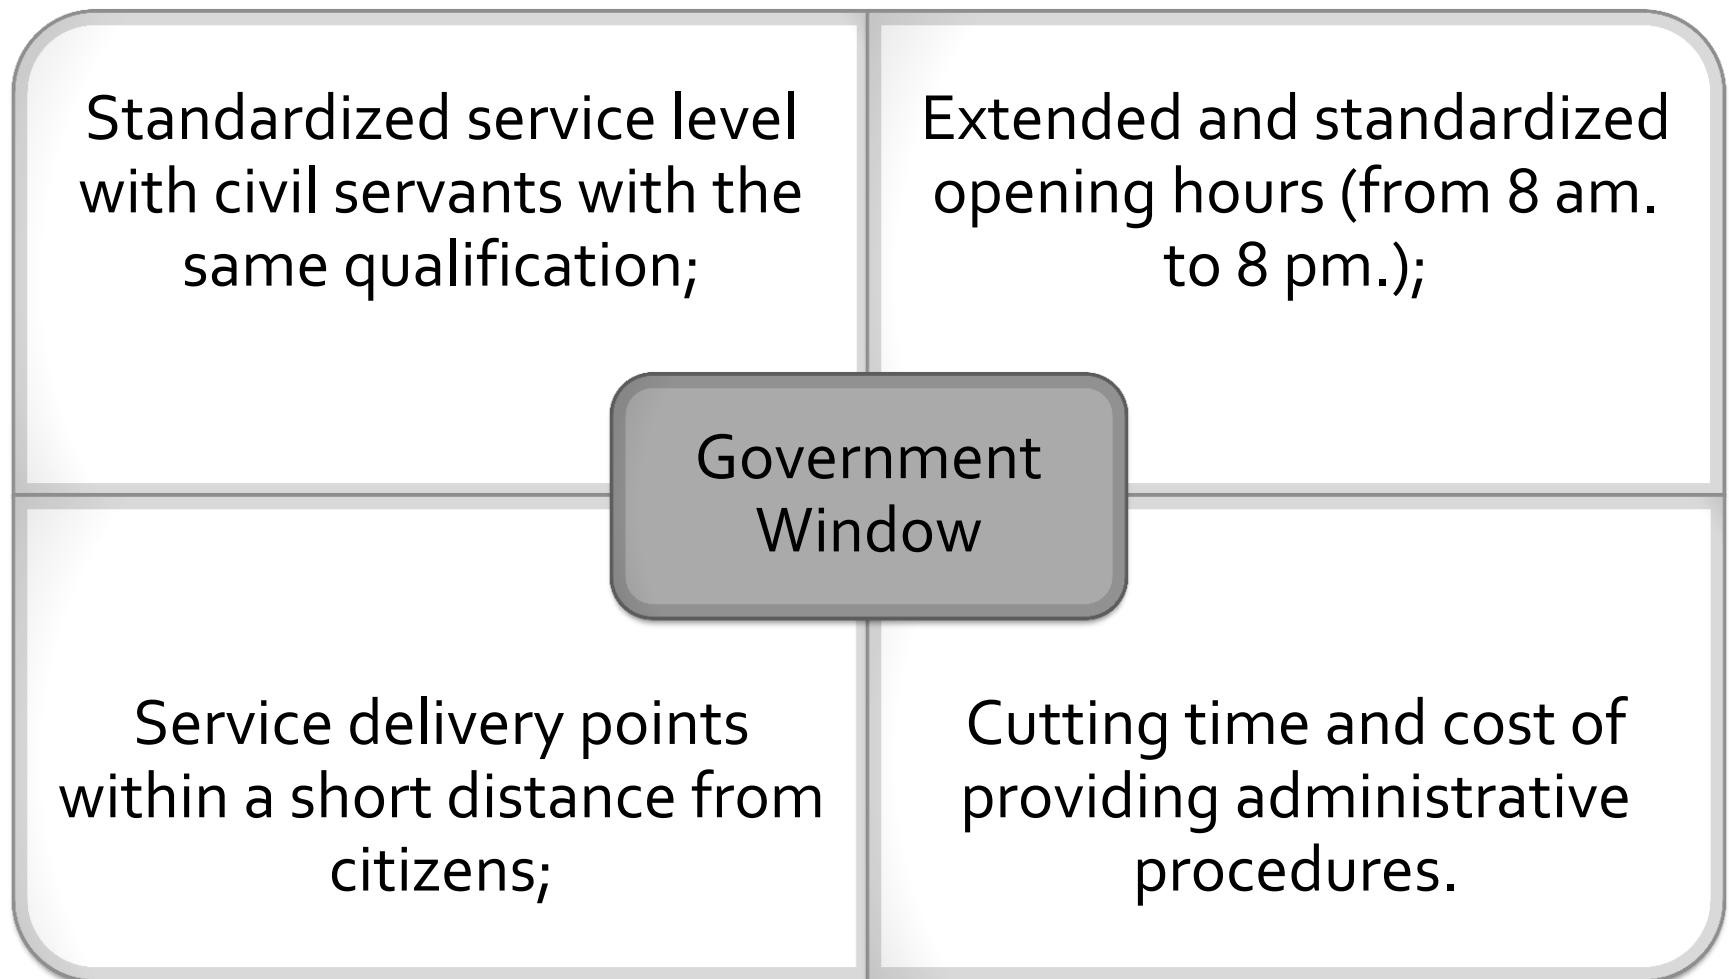 Standardized service level
with civil servants with the
same qualification;
Extended and standardized
opening hours (from 8 am.
to 8 pm.);
Government
Window
Service delivery points
within a short distance from
citizens;
Cutting time and cost of
providing administrative
procedures.